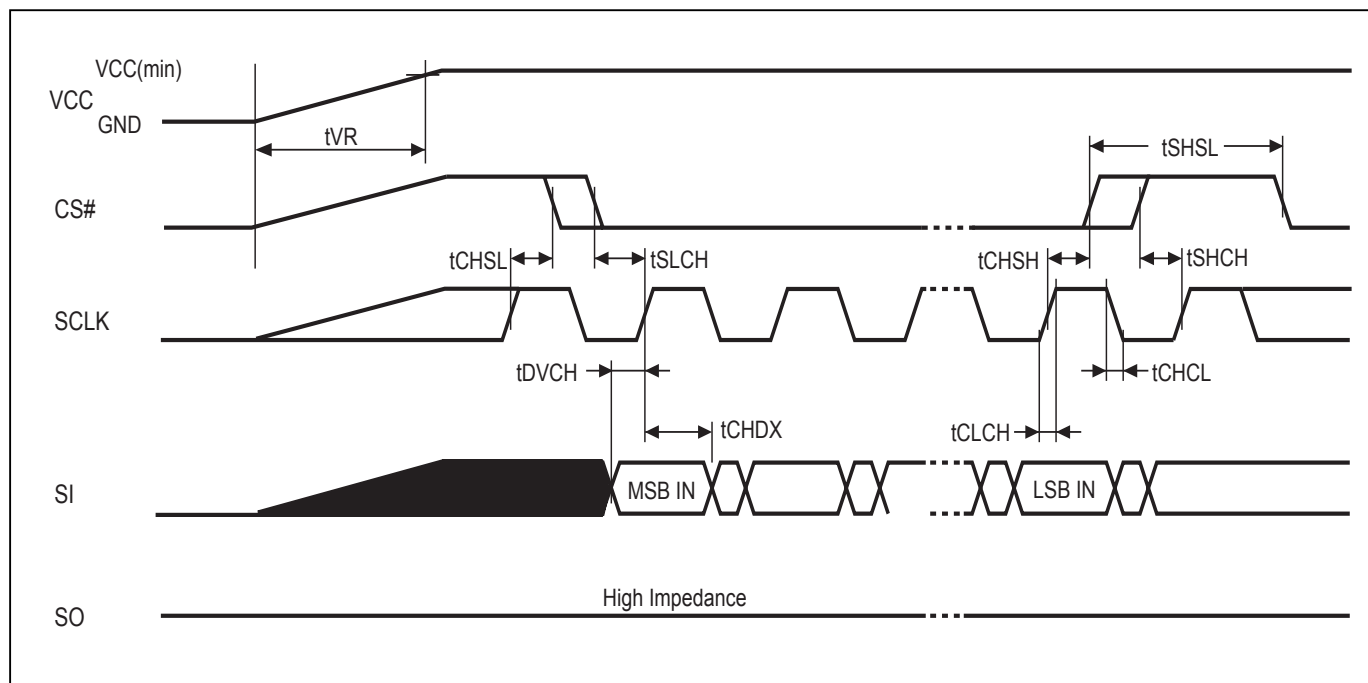 VCC(min)
VCC
GND
tVR
tSHSL
CS#
tCHSL
tSLCH
tCHSH
tSHCH
SCLK
tDVCH
tCHCL
tCHDX
tCLCH
SI
MSB IN
LSB IN
High Impedance
SO